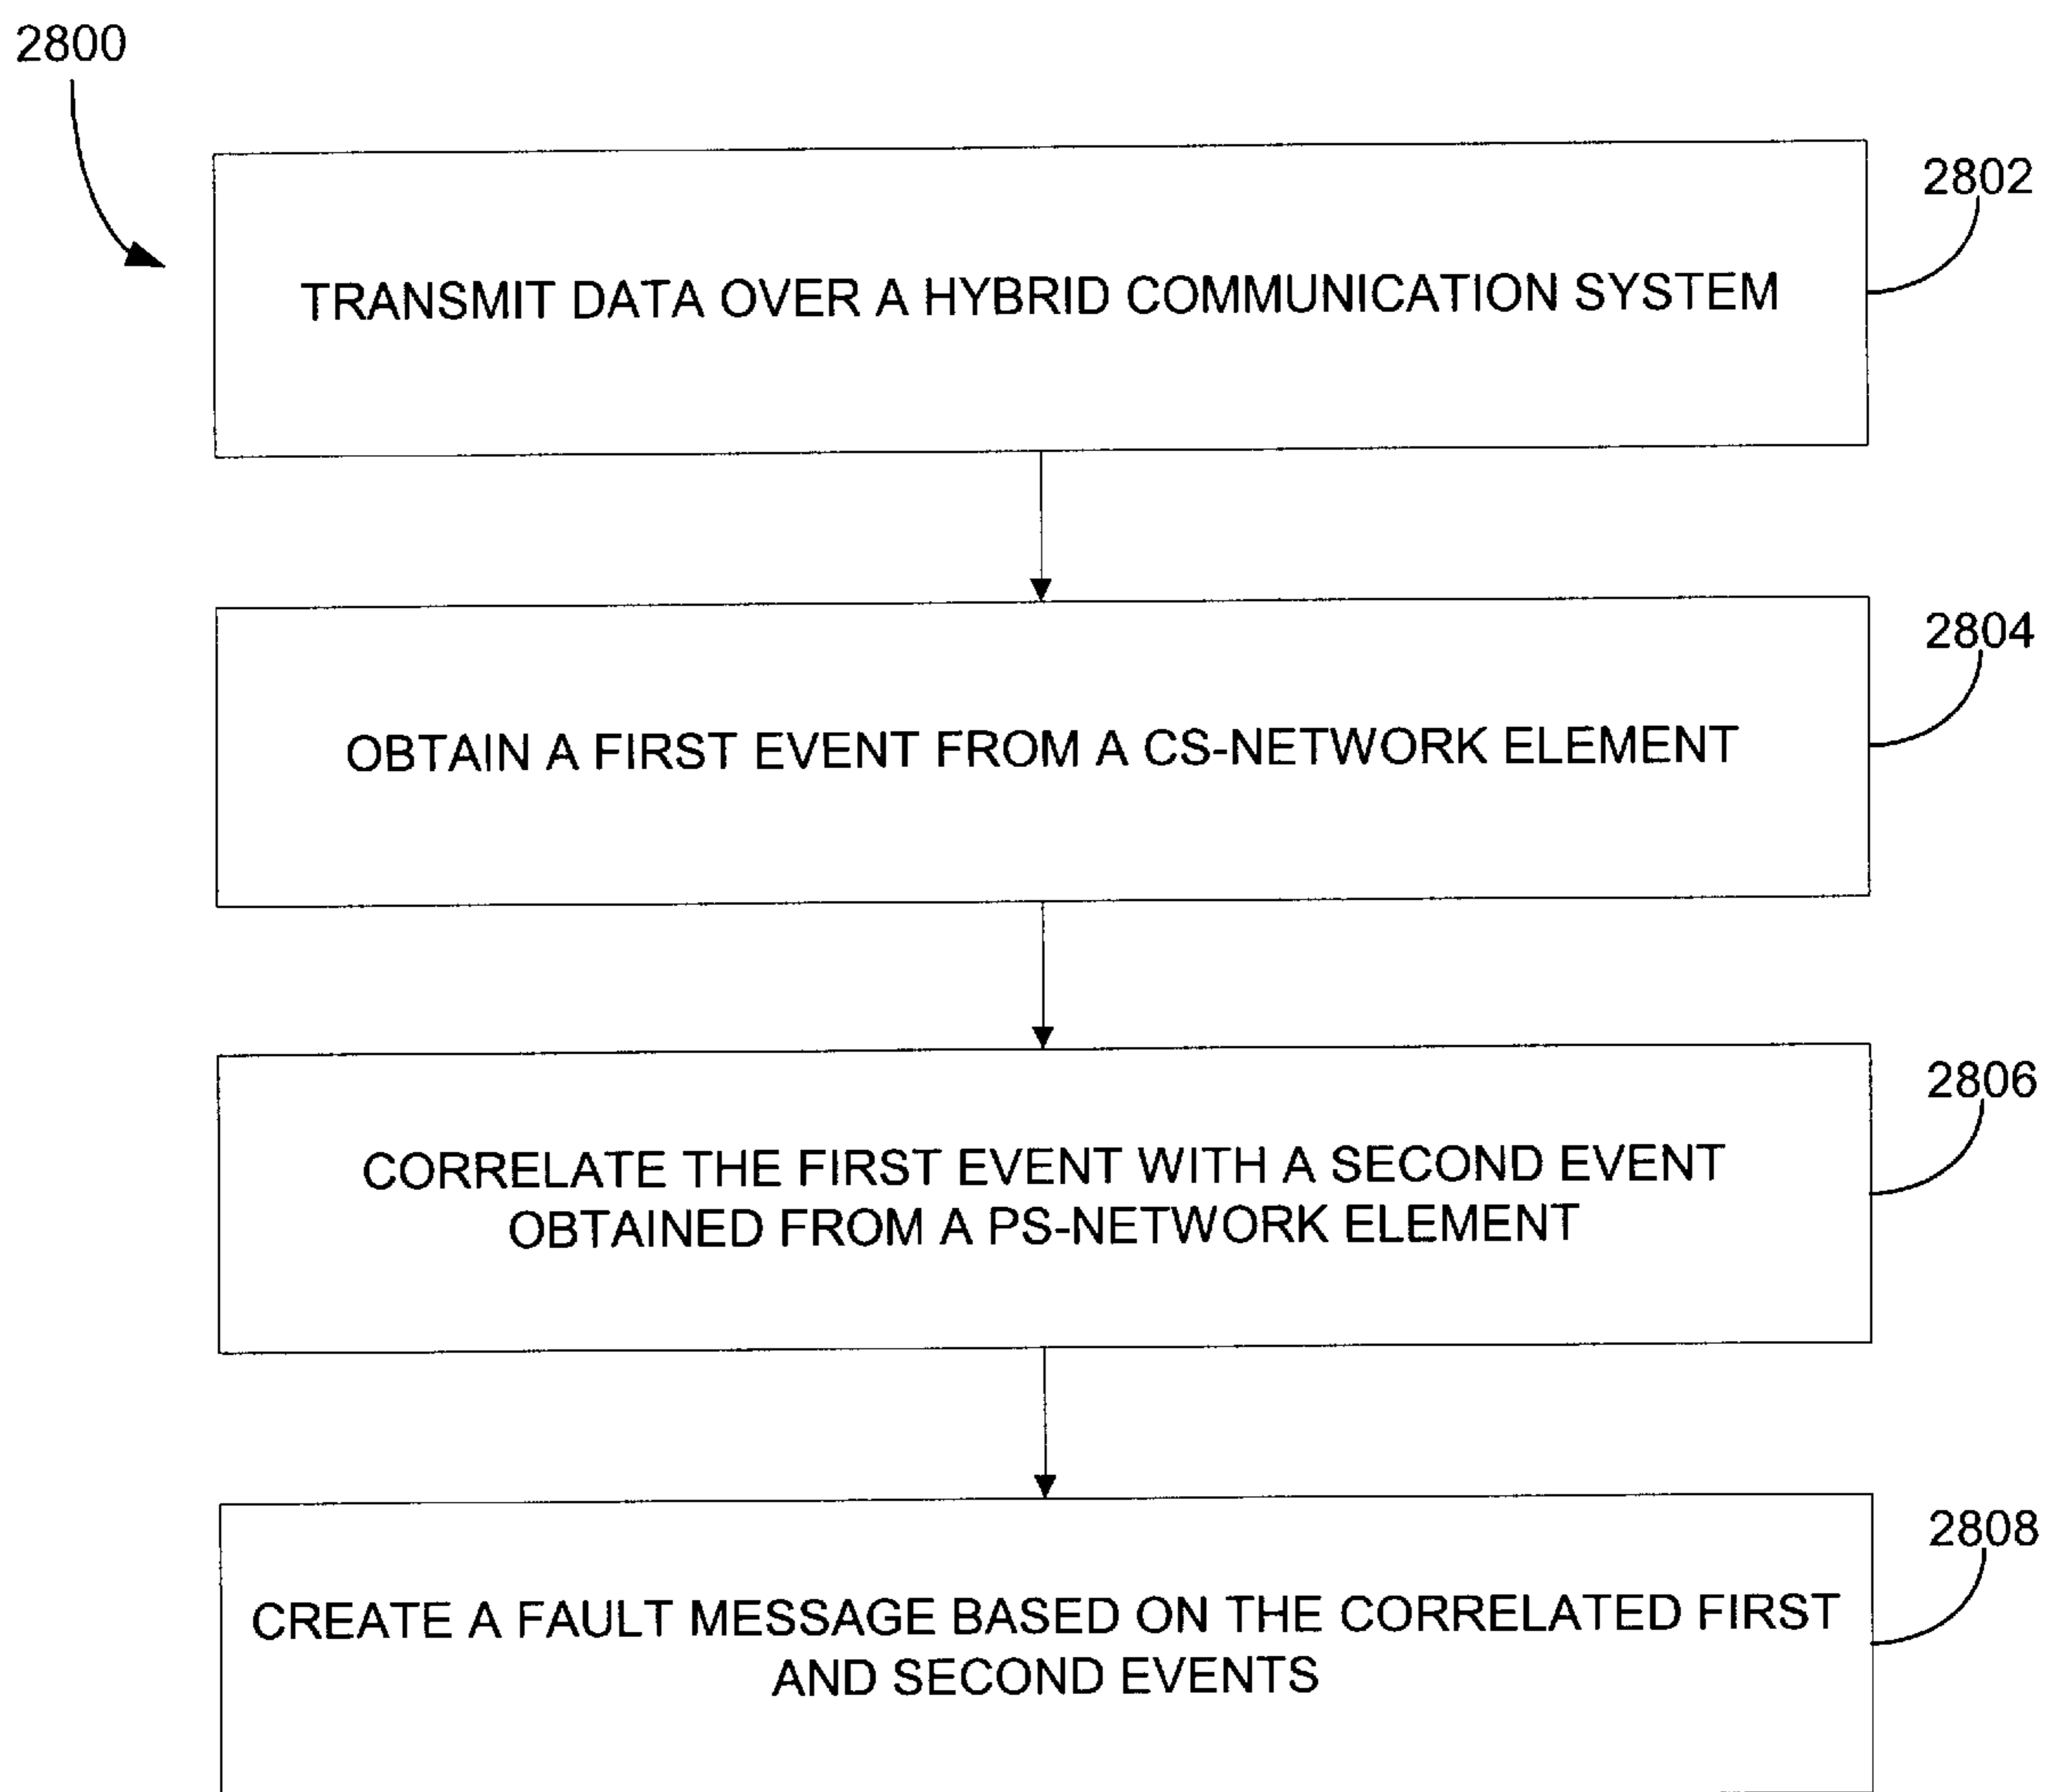 2800
2802
TRANSMIT DATA OVER A HYBRID COMMUNICATION SYSTEM
2804
OBTAIN A FIRST EVENT FROM A CS-NETWORK ELEMENT
2806
CORRELATE THE FIRST EVENT WITH A SECOND EVENT
OBTAINED FROM A PS-NETWORK ELEMENT
2808
CREATE A FAULT MESSAGE BASED ON THE CORRELATED FIRST
AND SECOND EVENTS